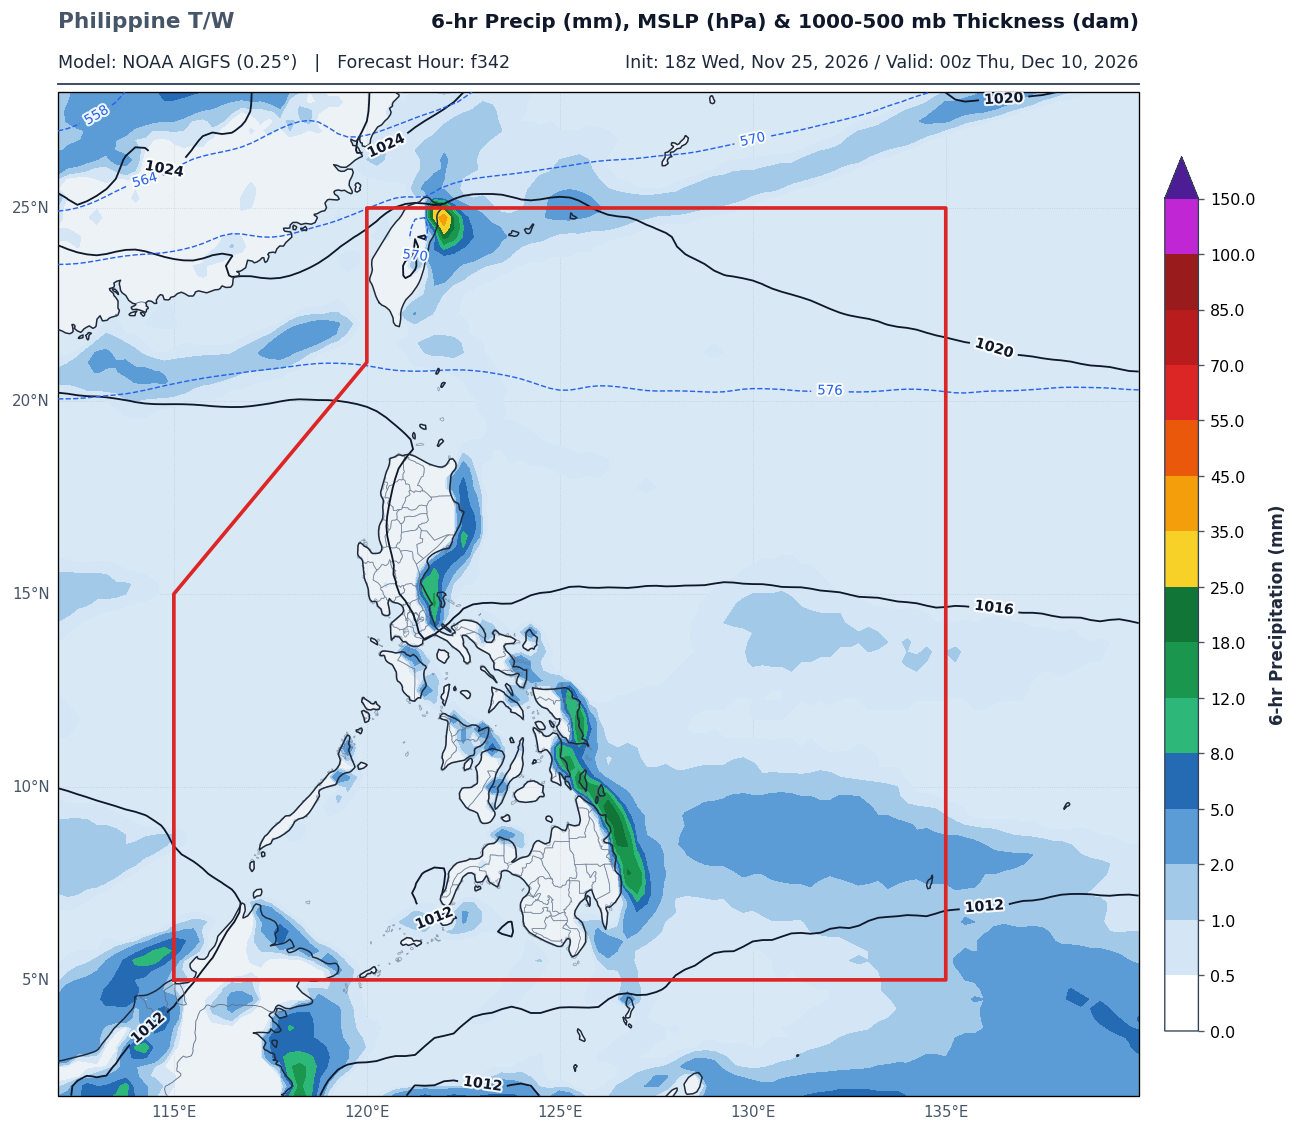 Philippine T/W
6-hr Precip (mm), MSLP (hPa) & 1000-500 mb Thickness (dam)
Model: NOAA AIGFS (0.25°) | Forecast Hour: f342
Init: 18z Wed, Nov 25, 2026 / Valid: 00z Thu, Dec 10, 2026
558
1020
1024
1024
570
564
25°N
570
1020
576
20°N
15°N
1016
10°N
1012
1012
5°N
1012
1012
115°E
120°E
125°E
130°E
135°E
150.0
100.0
85.0
70.0
55.0
45.0
35.0
25.0
18.0
12.0
8.0
5.0
2.0
1.0
0.5
0.0
6-hr Precipitation (mm)